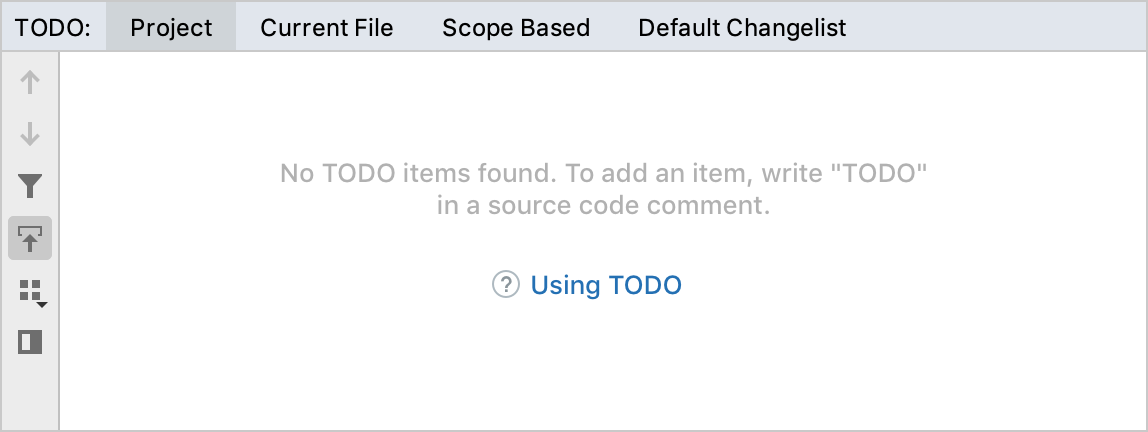 TODO: Project Current File Scope Based Default Changelist
No TODO items found. To add an item, write "TODO"
in a source code comment.
? Using TODO